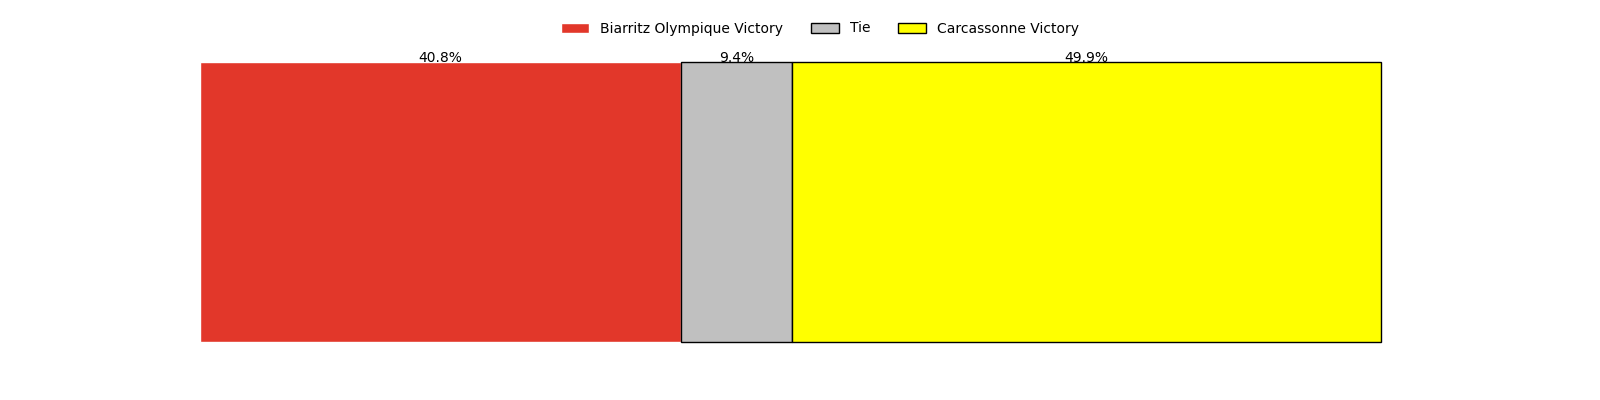 Biarritz Olympique Victory Tie Carcassonne Victory
40.8% 9.4% 49.9%